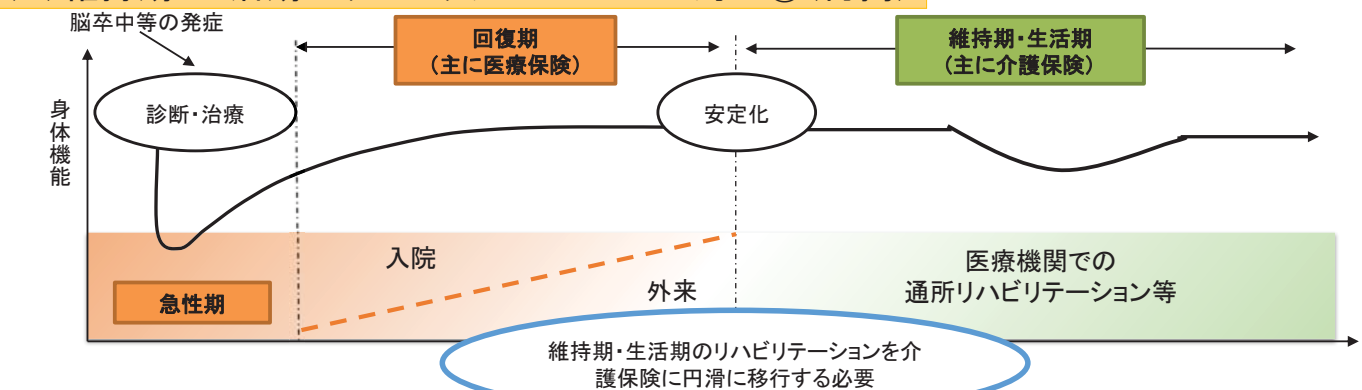 脳卒中等の発症
回復期
(主に医療保険)
維持期・生活期
(主に介護保険)
身体機能
診断・治療
安定化
入院
外来
急性期
医療機関での
通所リハビリテーション等
維持期・生活期のリハビリテーションを介
護保険に円滑に移行する必要